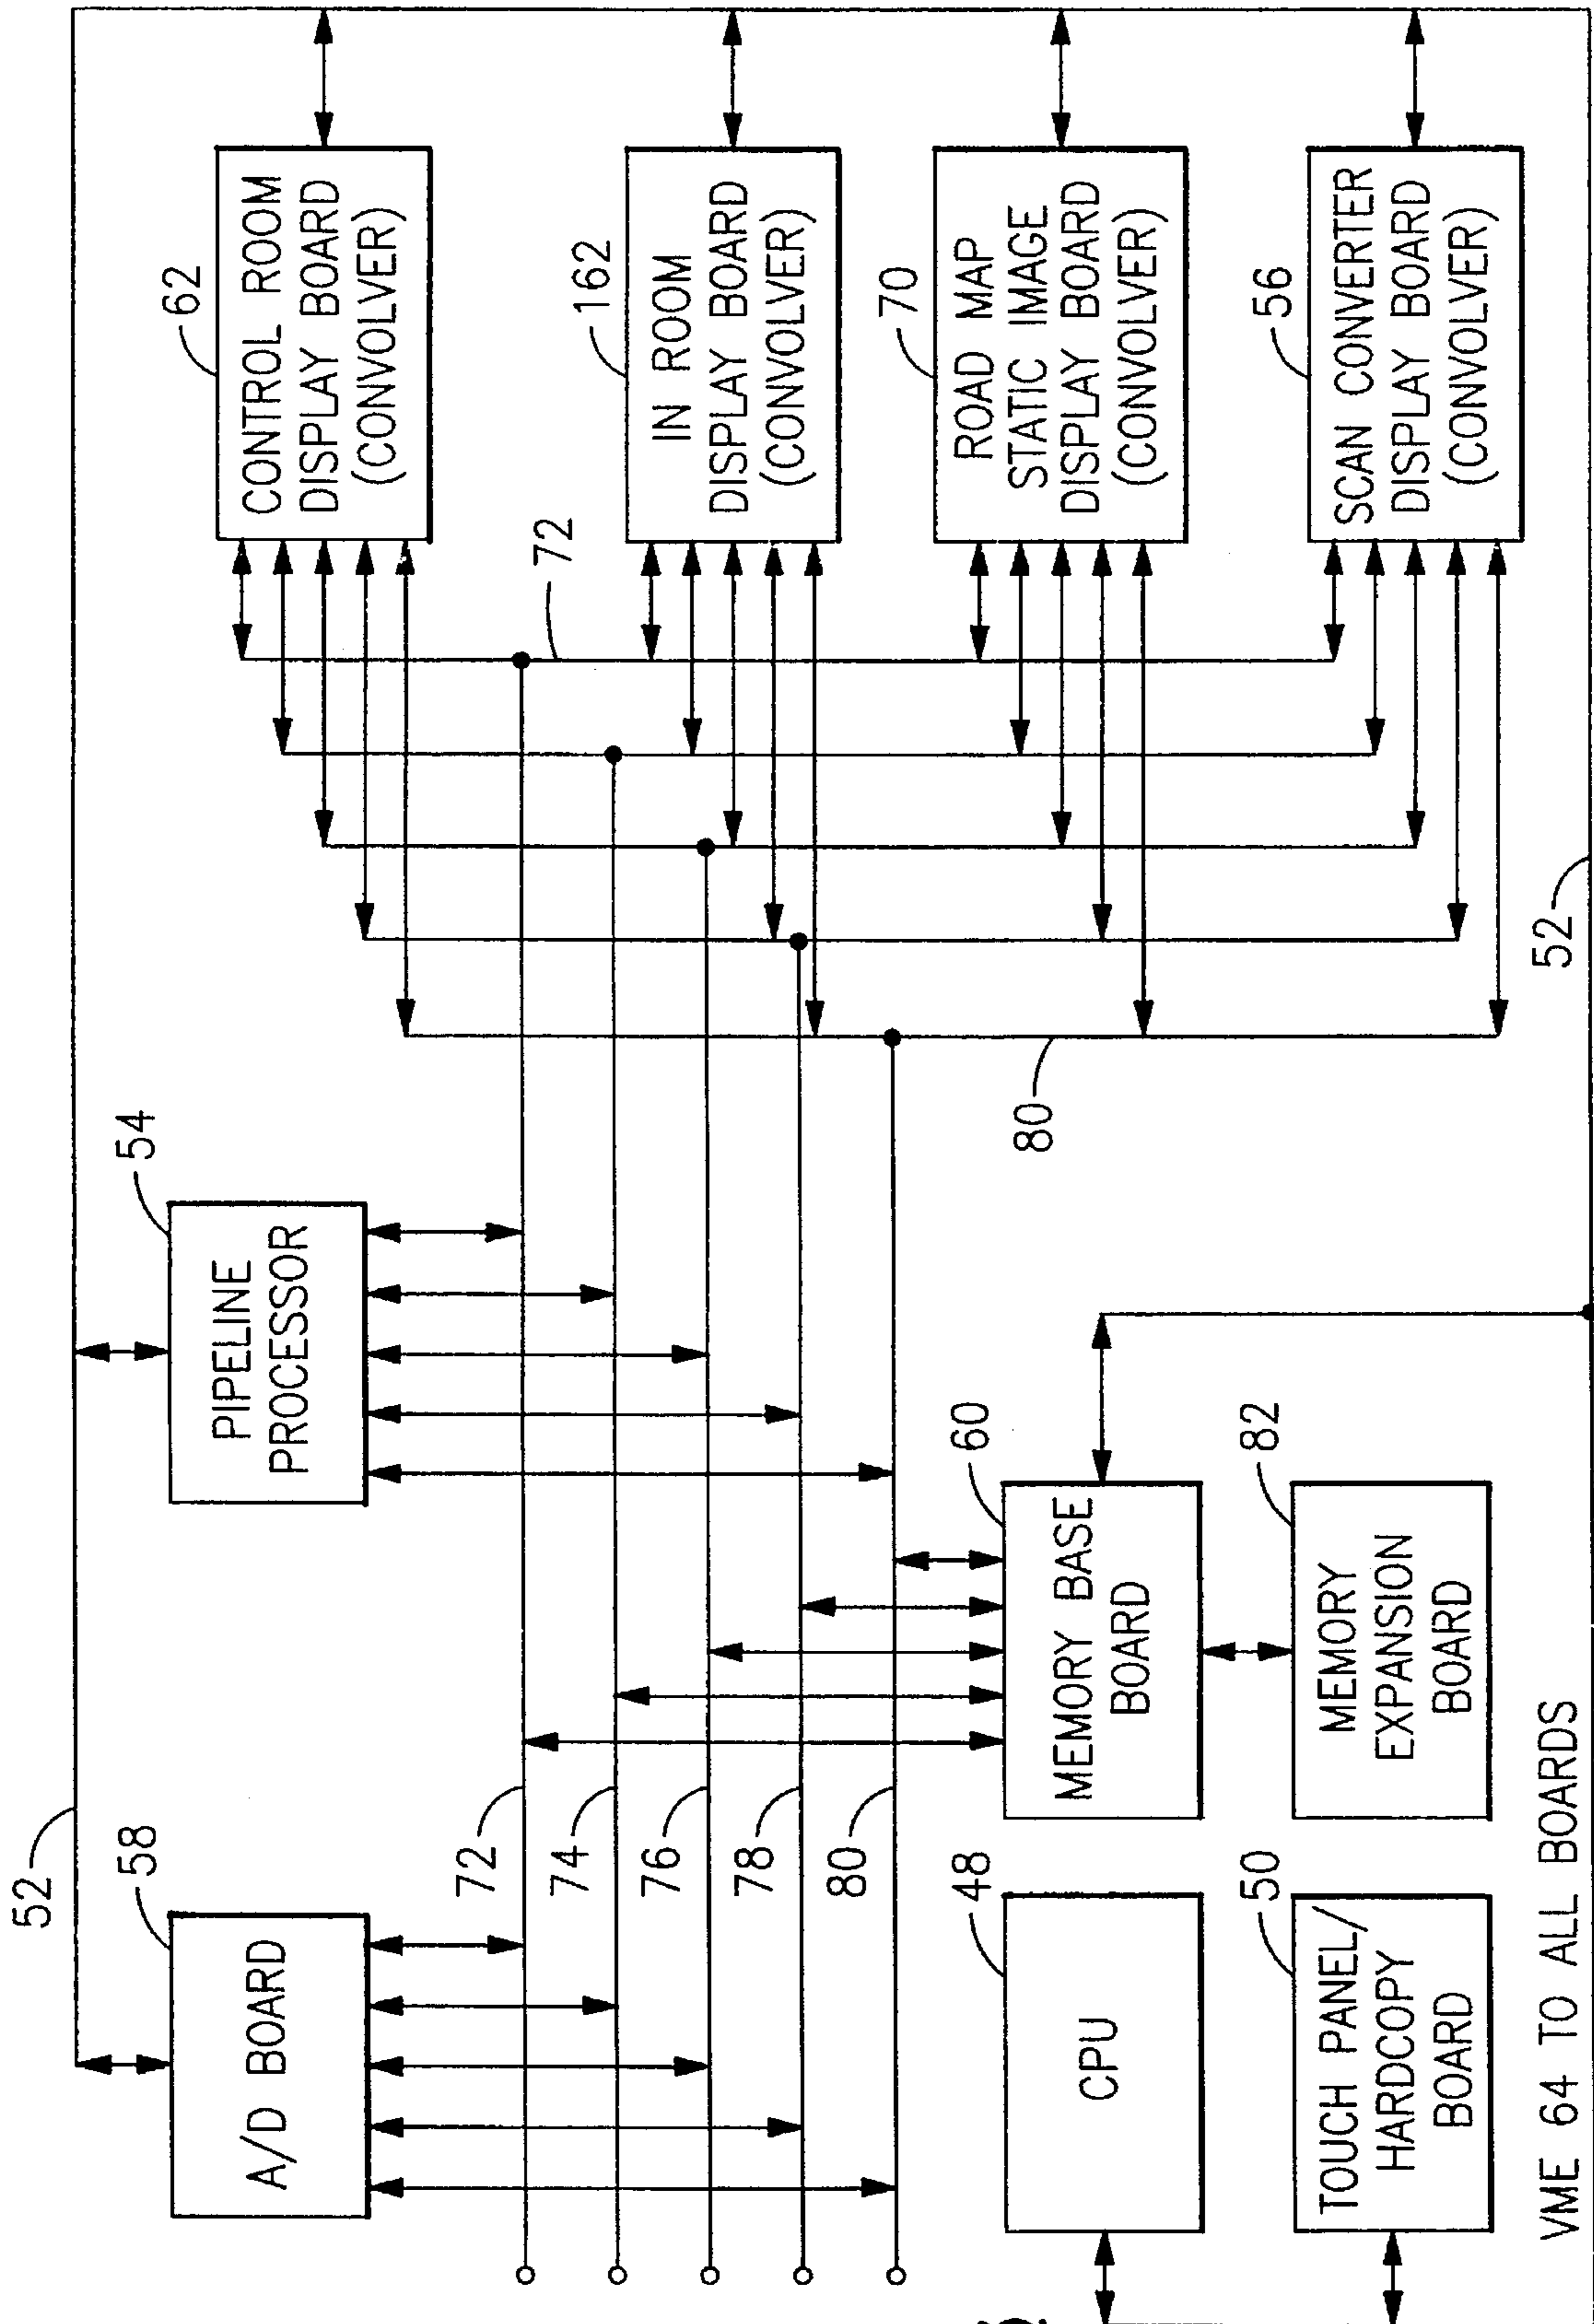 52
58
A/D BOARD
54
PIPELINE
PROCESSOR
62
CONTROL ROOM
DISPLAY BOARD
(CONVOLVER)
162
IN ROOM
DISPLAY BOARD
(CONVOLVER)
70
ROAD MAP
STATIC IMAGE
DISPLAY BOARD
(CONVOLVER)
56
SCAN CONVERTER
DISPLAY BOARD
(CONVOLVER)
72
72
74
76
78
80
80
48
CPU
60
MEMORY BASE
BOARD
50
TOUCH PANEL/
HARDCOPY
BOARD
82
MEMORY
EXPANSION
BOARD
52
VME 64 TO ALL BOARDS